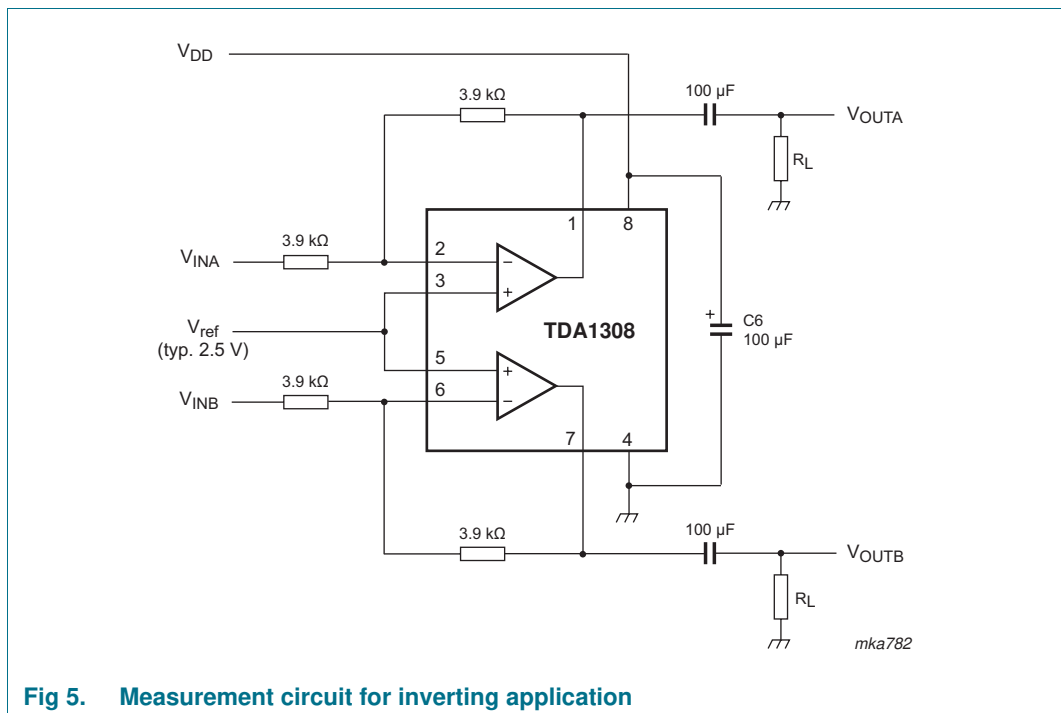 VDD
3.9 kΩ
100 µF
VOUTA
RL
1
8
3.9 kΩ
VINA
2
−
3
+
Vref
(typ. 2.5 V)
TDA1308
+
C6
100 µF
5
+
3.9 kΩ
VINB
6
−
7
4
3.9 kΩ
100 µF
VOUTB
RL
mka782
Fig 5. Measurement circuit for inverting application